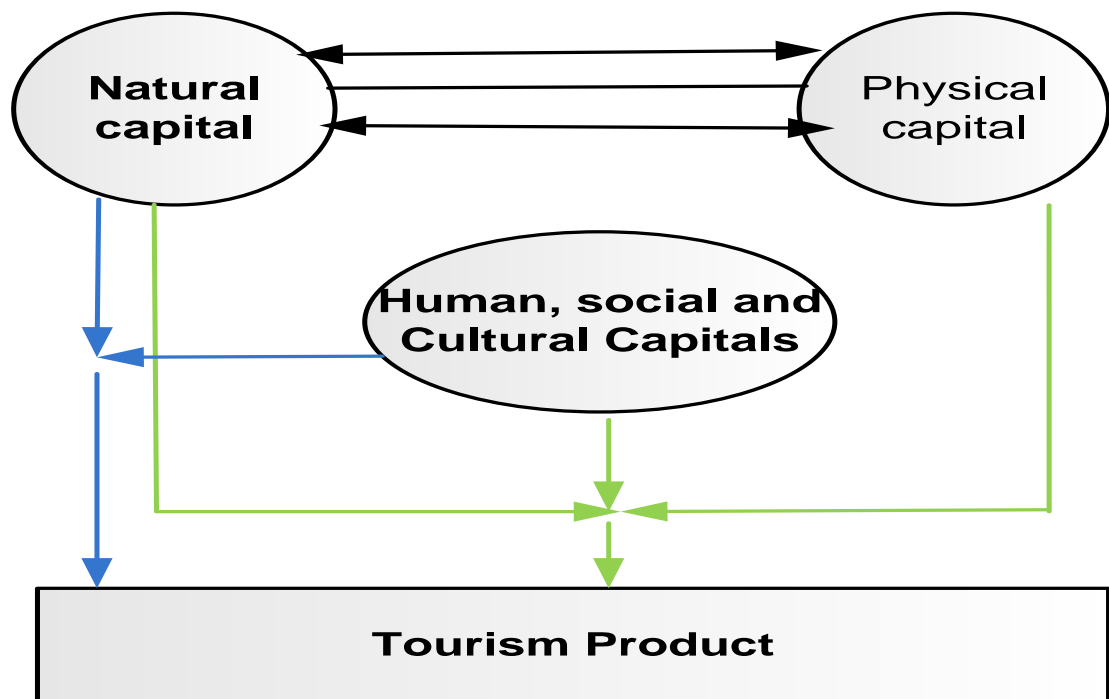 Natural
capital
Physical
capital
Human, social and
Cultural Capitals
Tourism Product